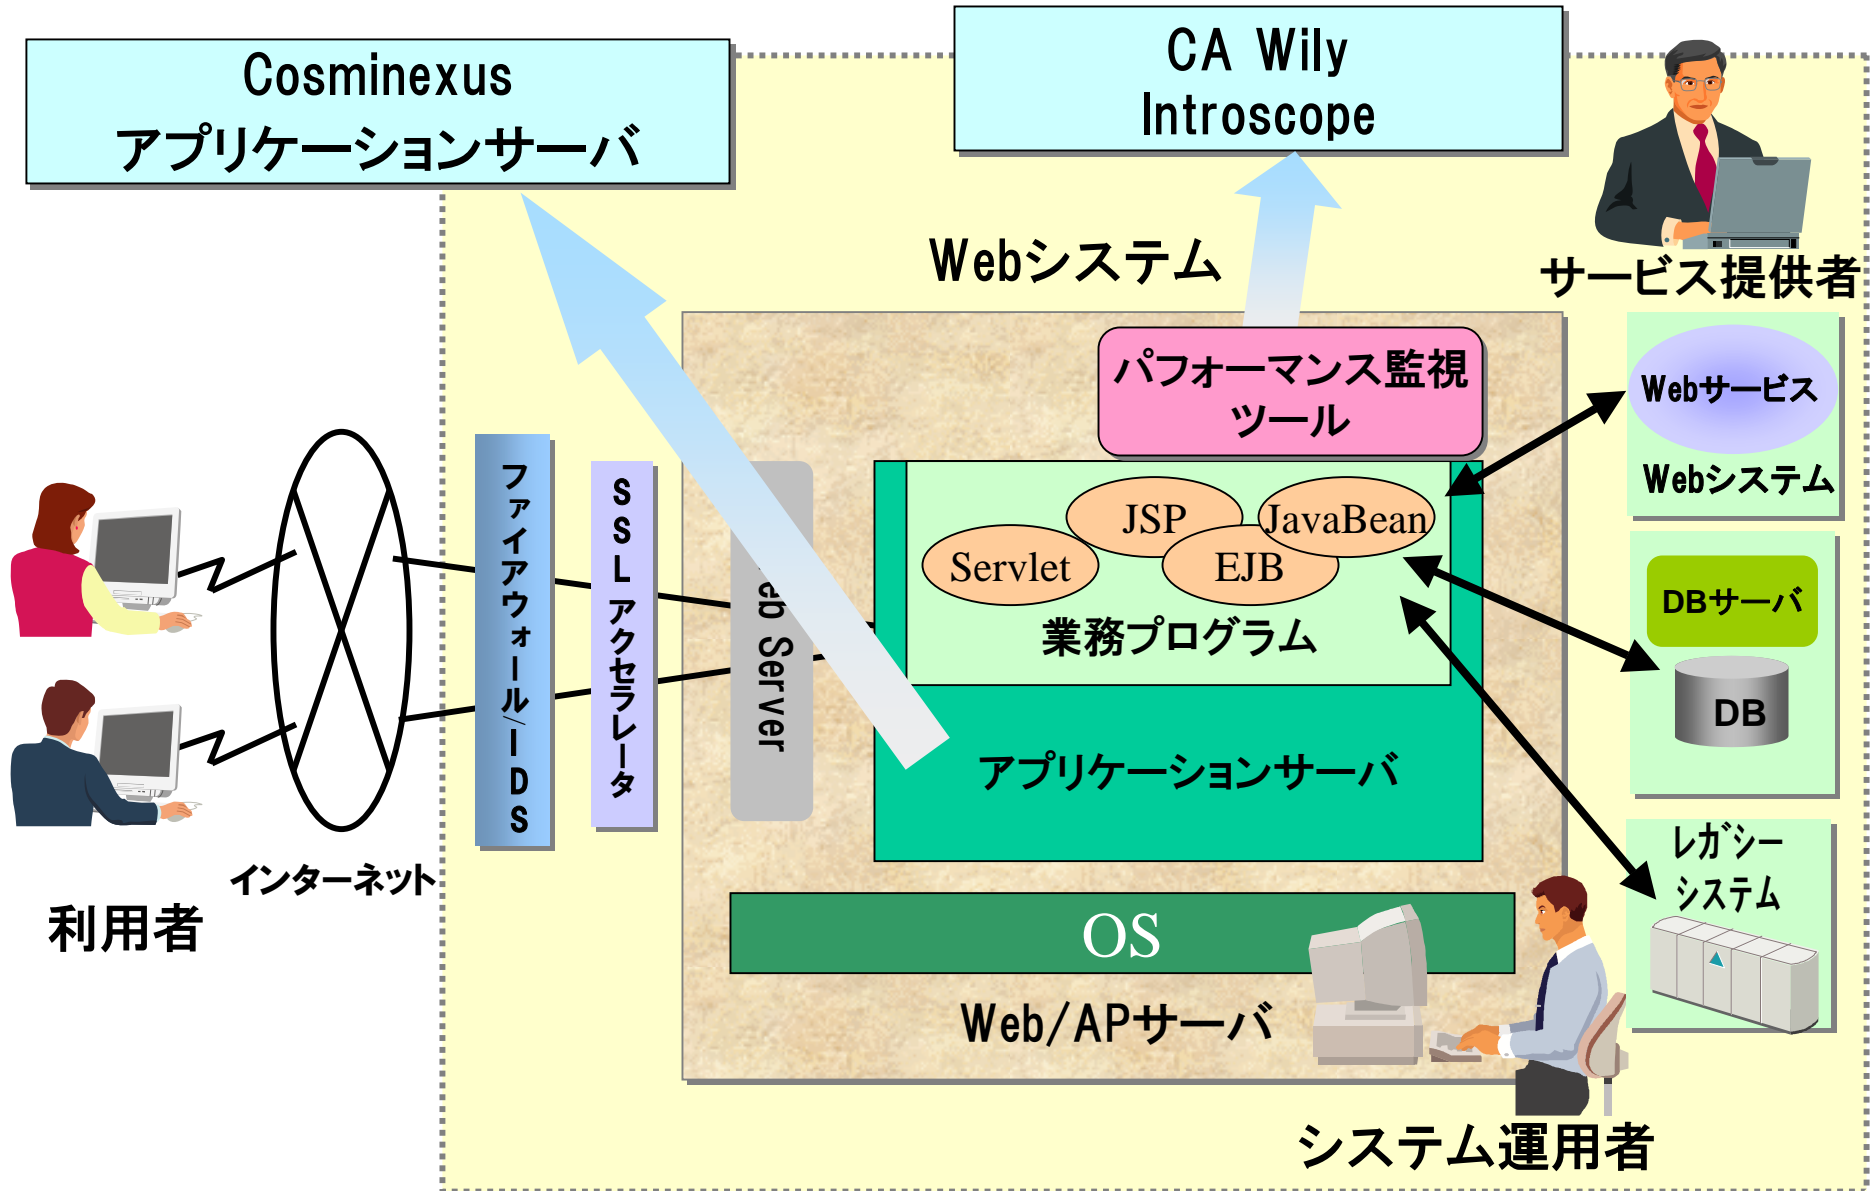 Cosminexus
アプリケーションサーバ
CA Wily
Introscope
Webシステム
サービス提供者
パフォーマンス監視
ツール
Webサービス
Webシステム
ファイアウォール/IDS
SSLアクセラレータ
eb Server
JSP
JavaBean
Servlet
EJB
業務プログラム
DBサーバ
DB
アプリケーションサーバ
レガシー
システム
インターネット
利用者
OS
Web/APサーバ
システム運用者